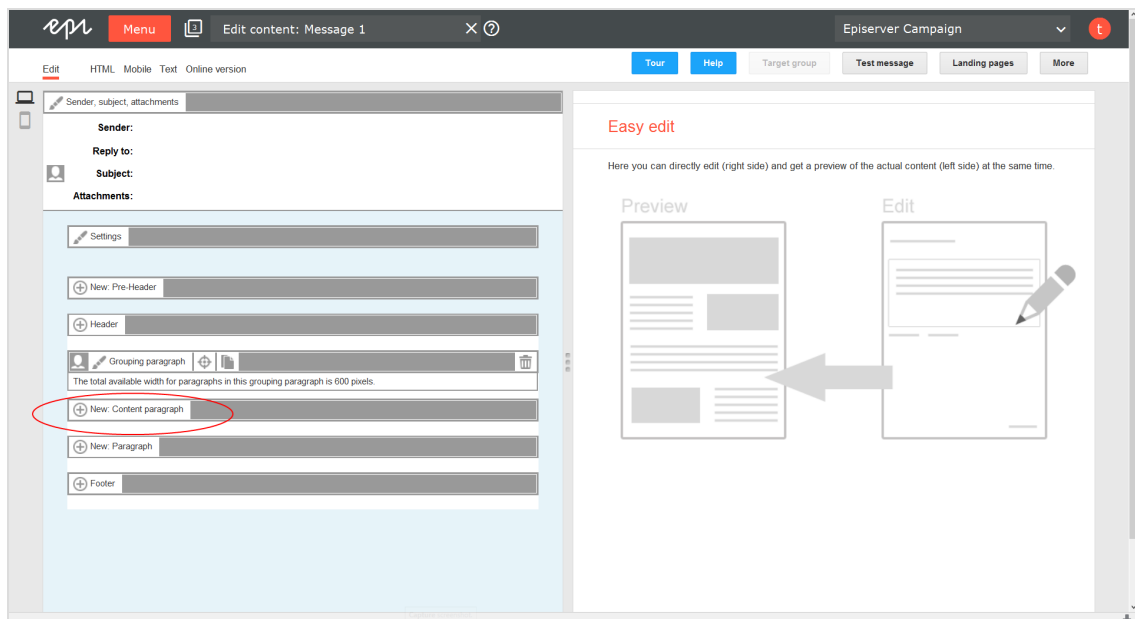 epi Menu 3 Edit content: Message 1 Episerver Campaign t
Edit HTML Mobile Text Online version Tour Help Target group Test message Landing pages More
Sender, subject, attachments
Sender:
Reply to:
Subject:
Attachments:
Settings
New: Pre-Header
Header
Grouping paragraph
The total available width for paragraphs in this grouping paragraph is 600 pixels.
New: Content paragraph
New: Paragraph
Footer
Easy edit
Here you can directly edit (right side) and get a preview of the actual content (left side) at the same time.
Preview Edit